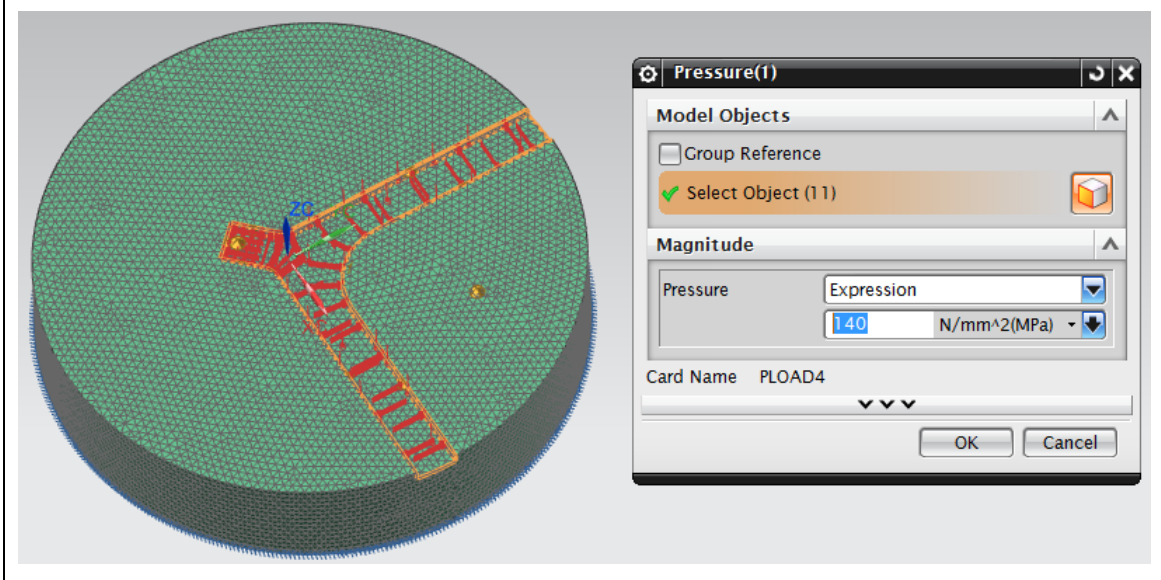 ZC
Pressure(1)
Model Objects
Group Reference
Select Object (11)
Magnitude
Pressure
Expression
140 N/mm^2(MPa)
Card Name PLOAD4
OK Cancel